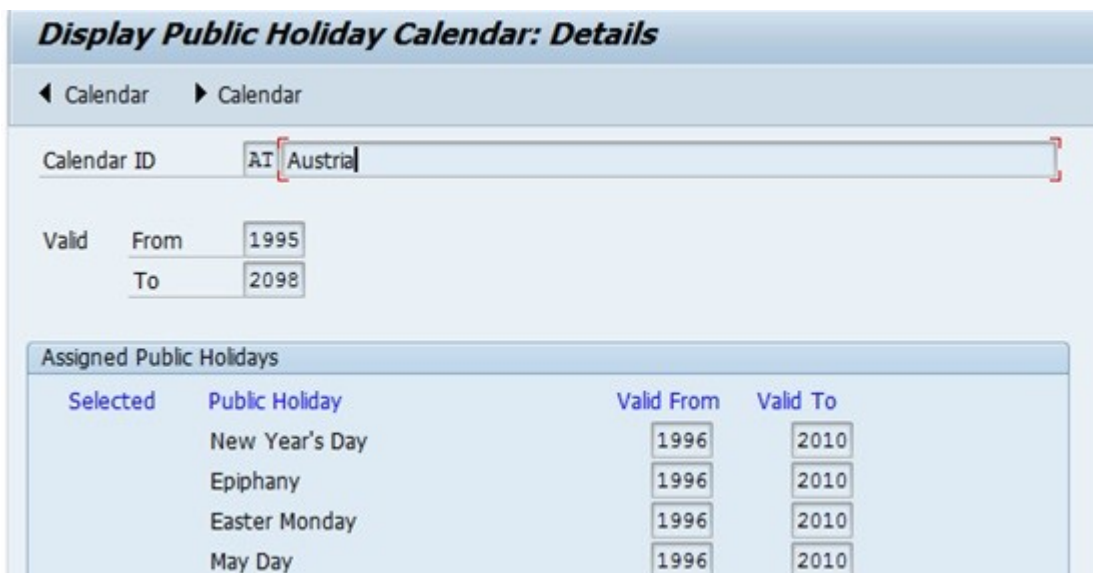 Display Public Holiday Calendar: Details
Calendar Calendar
Calendar ID AT Austria
Valid From 1995
To 2098
Assigned Public Holidays
Selected Public Holiday Valid From Valid To
New Year's Day 1996 2010
Epiphany 1996 2010
Easter Monday 1996 2010
May Day 1996 2010